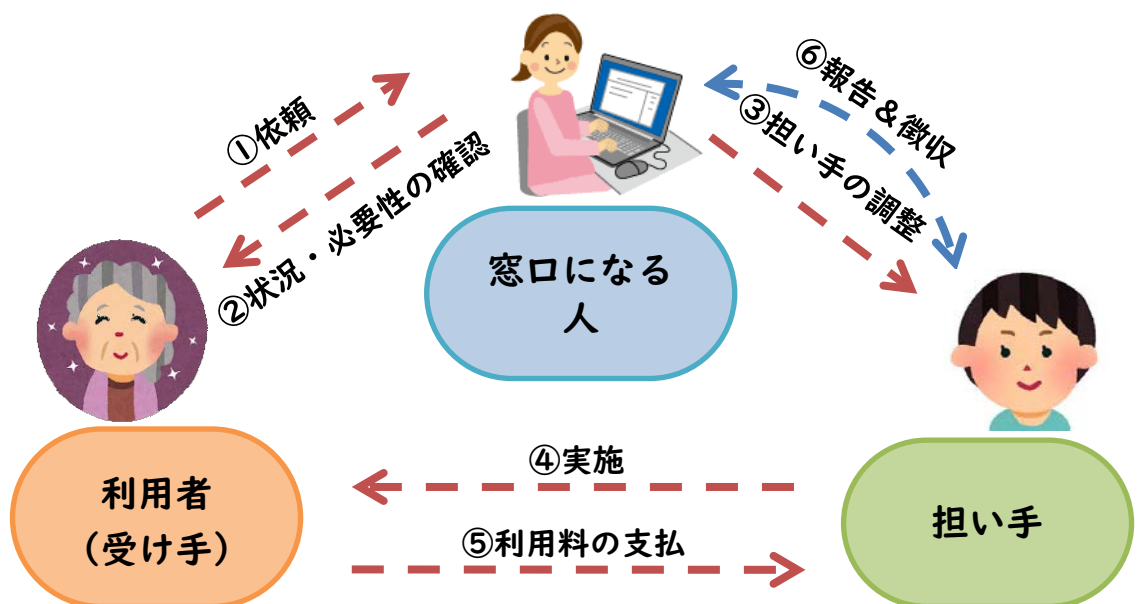 ①依頼
②状況・必要性の確認
⑥報告&徴収
③担い手の調整
窓口になる
人
利用者
(受け手)
④実施
⑤利用料の支払
担い手